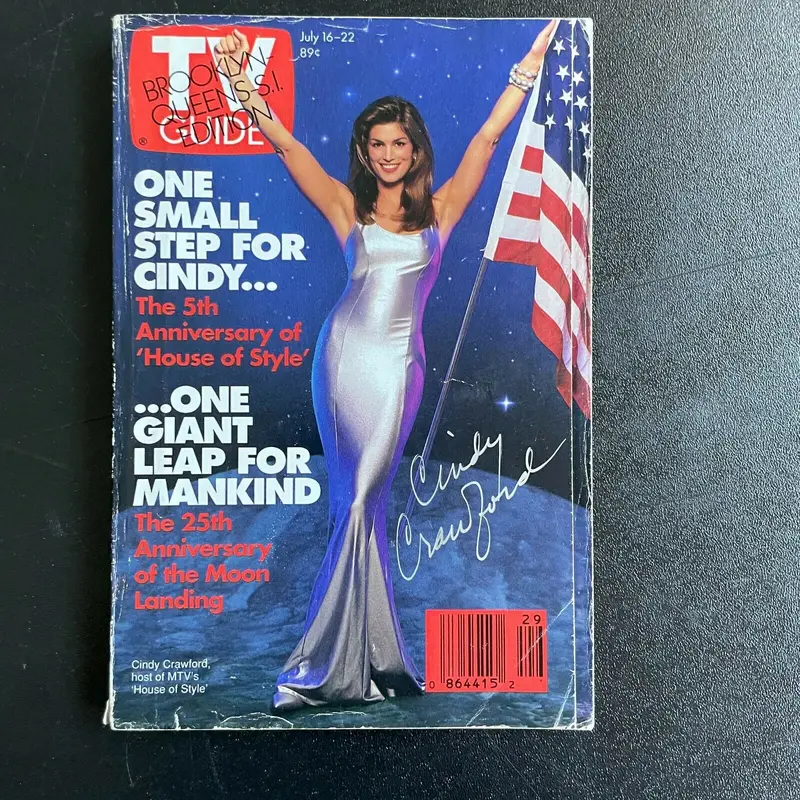 TV
GUIDE
BROOKLYN-
QUEENS-S.I.
EDITION
®
July 16–22
89¢
ONE
SMALL
STEP FOR
CINDY...
The 5th
Anniversary of
'House of Style'
...ONE
GIANT
LEAP FOR
MANKIND
The 25th
Anniversary
of the Moon
Landing
Cindy
Crawford
Cindy Crawford,
host of MTV's
'House of Style'
29
0 864415 2